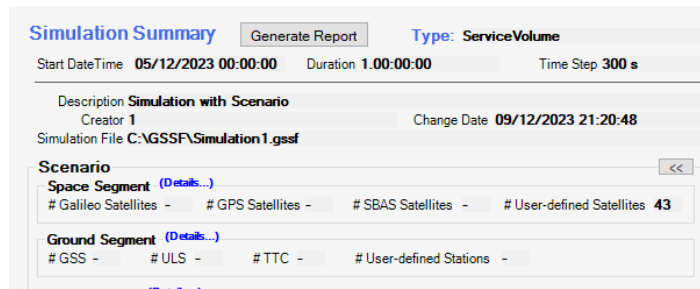 Simulation Summary Generate Report Type: ServiceVolume
Start DateTime 05/12/2023 00:00:00 Duration 1.00:00:00 Time Step 300 s
Description Simulation with Scenario
Creator 1 Change Date 09/12/2023 21:20:48
Simulation File C:\GSSF\Simulation1.gssf
Scenario <<
Space Segment (Details...)
# Galileo Satellites - # GPS Satellites - # SBAS Satellites - # User-defined Satellites 43
Ground Segment (Details...)
# GSS - # ULS - # TTC - # User-defined Stations -